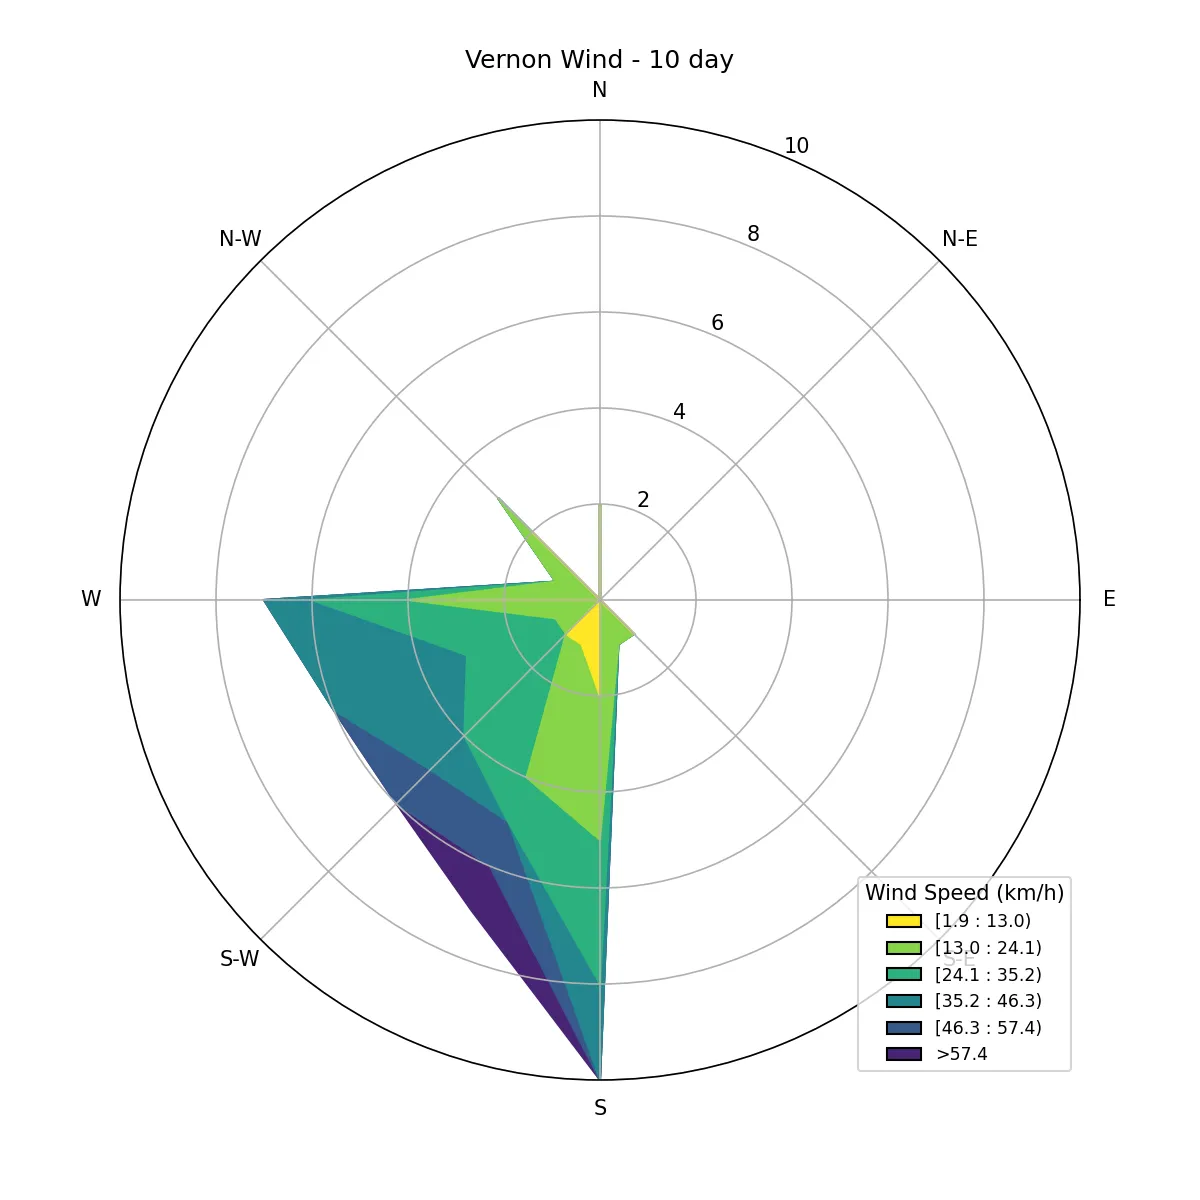 Vernon Wind - 10 day
N
10
N-W
N-E
8
6
4
2
W
E
S-W
S-E
S
Wind Speed (km/h)
[1.9 : 13.0)
[13.0 : 24.1)
[24.1 : 35.2)
[35.2 : 46.3)
[46.3 : 57.4)
>57.4